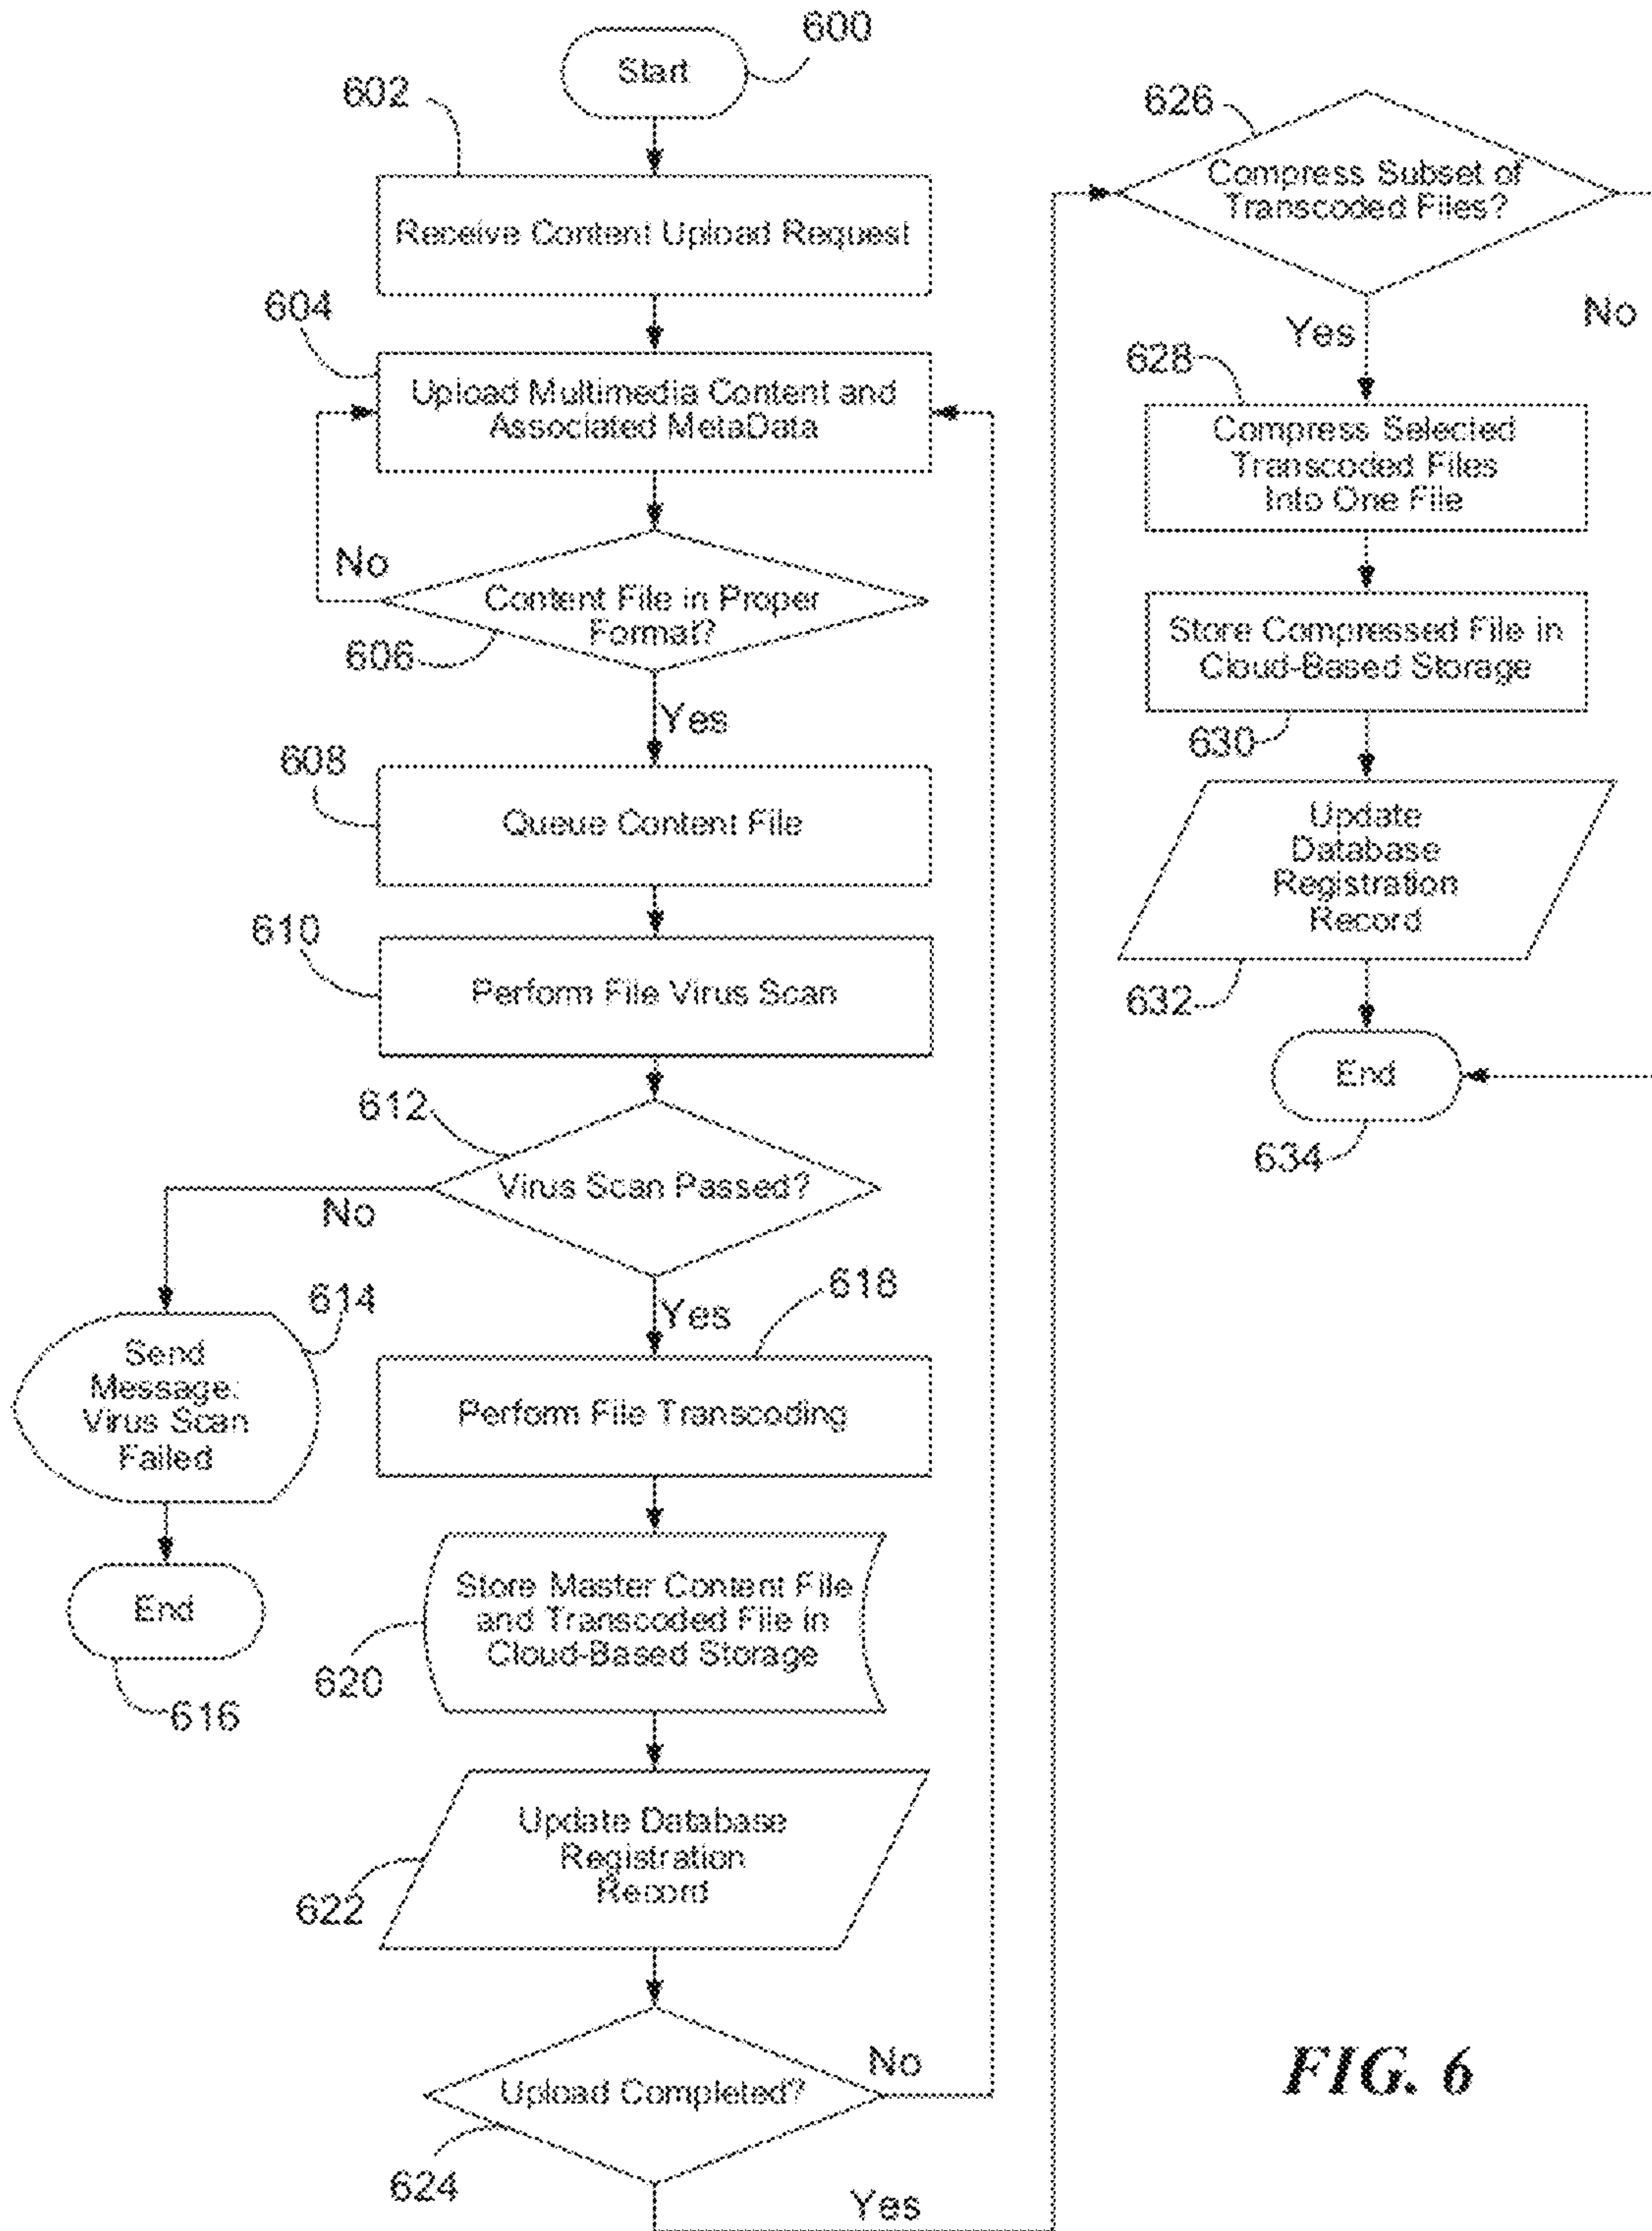 600
Start
602
Receive Content Upload Request
604
Upload Multimedia Content and
Associated MetaData
No
Content File in Proper
Format?
606
Yes
608
Queue Content File
610
Perform File Virus Scan
612
Virus Scan Passed?
No
614
Send
Message:
Virus Scan
Failed
End
616
Yes
618
Perform File Transcoding
Store Master Content File
and Transcoded File in
Cloud-Based Storage
620
Update Database
Registration
Record
622
Upload Completed?
No
624
Yes
626
Compress Subset of
Transcoded Files?
No
Yes
628
Compress Selected
Transcoded Files
Into One File
Store Compressed File in
Cloud-Based Storage
630
Update
Database
Registration
Record
632
End
634
FIG. 6